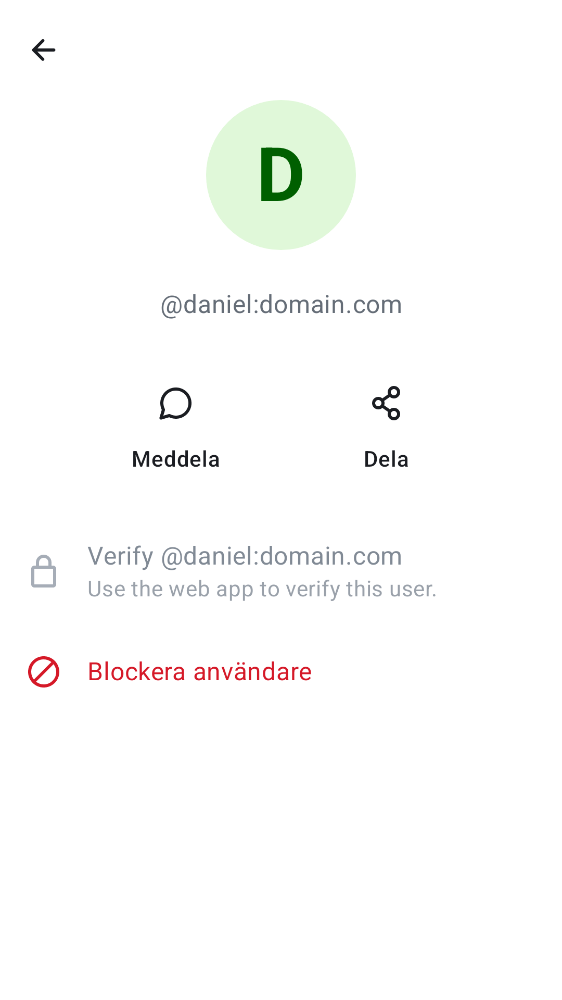 D
@daniel:domain.com
Meddela
Dela
Verify @daniel:domain.com
Use the web app to verify this user.
Blockera användare